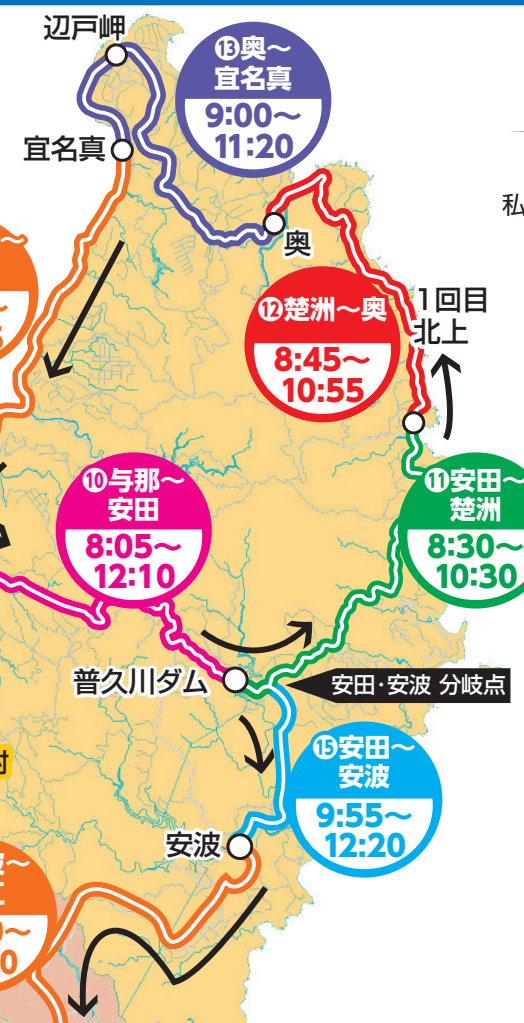 辺戸岬
⑬奥〜
宜名真
9:00〜
11:20
宜名真
私
奥
⑫楚洲〜奥
8:45〜
10:55
1回目
北上
⑩与那〜
安田
8:05〜
12:10
⑪安田〜
楚洲
8:30〜
10:30
普久川ダム
安田・安波 分岐点
⑮安田〜
安波
9:55〜
12:20
村
安波
〜
0